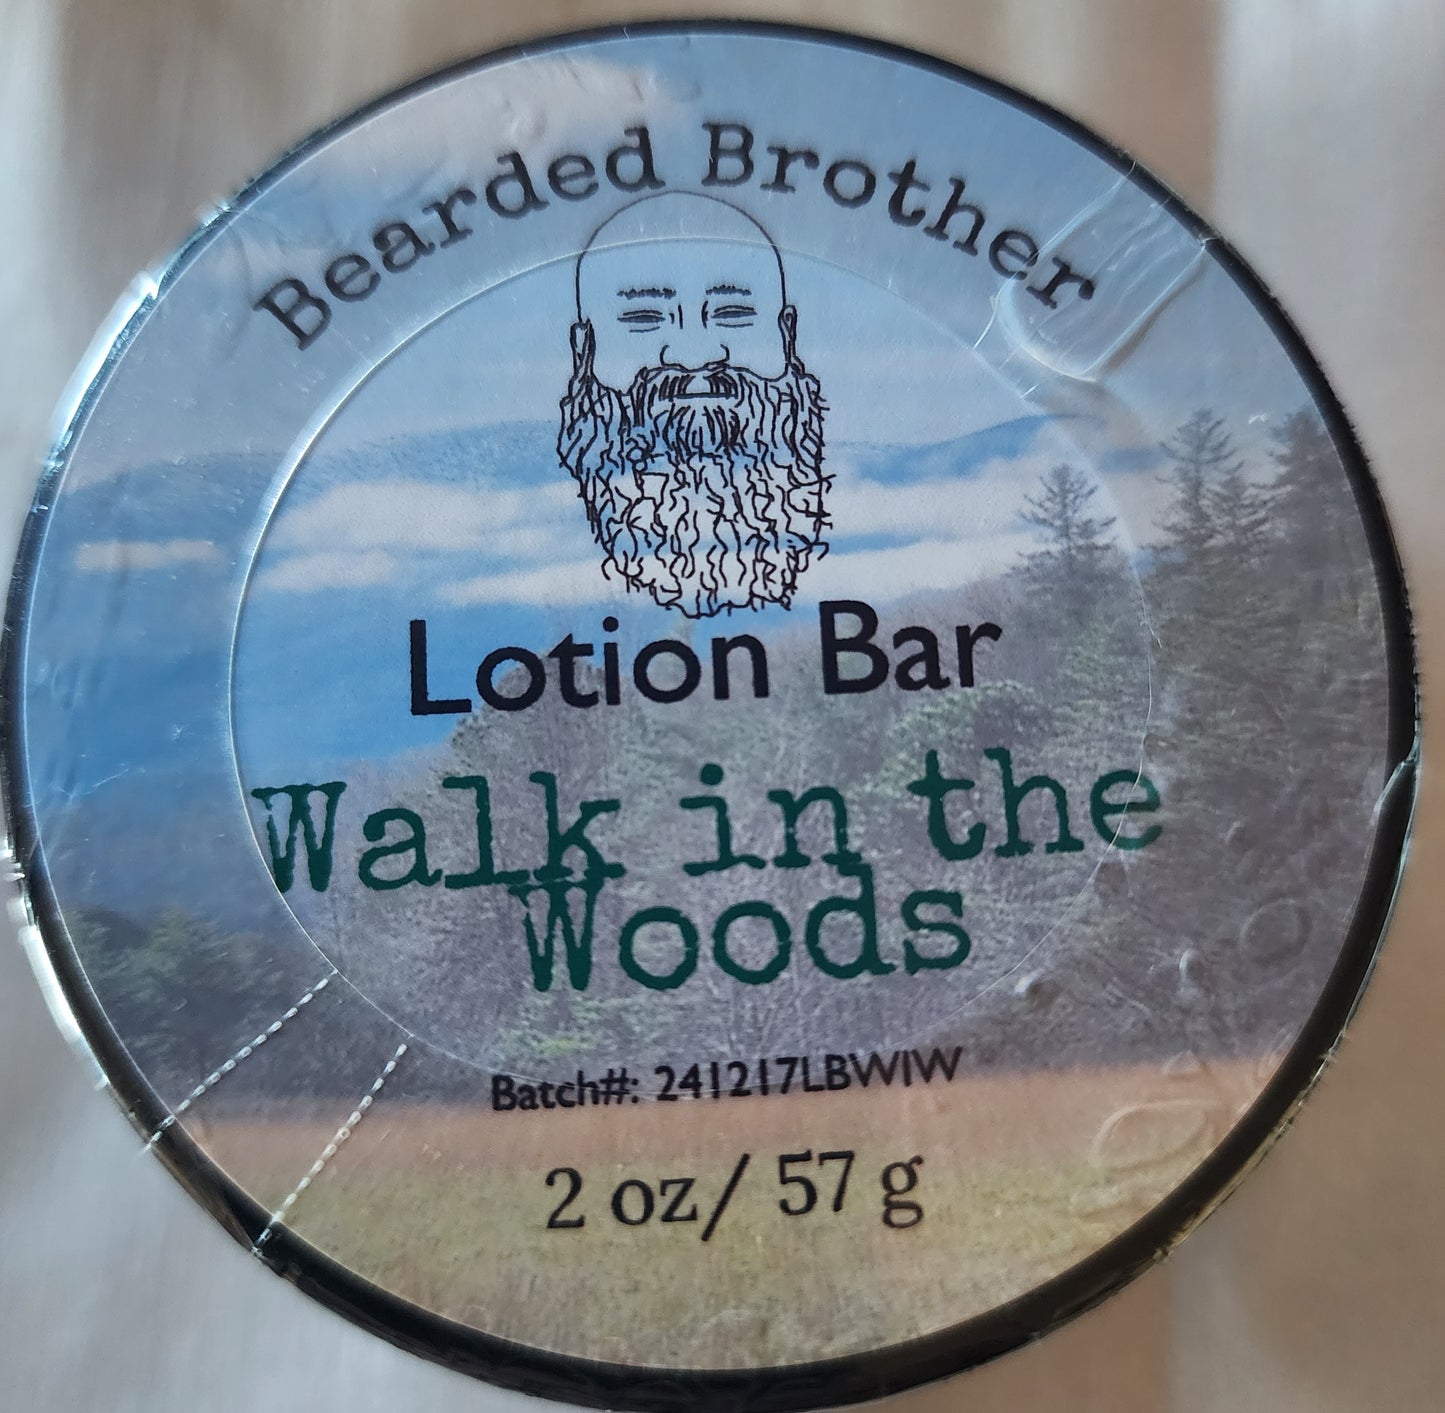 Bearded Brother
Lotion Bar
Walk in the
Woods
Batch#: 241217LBWIW
2 oz/ 57 g